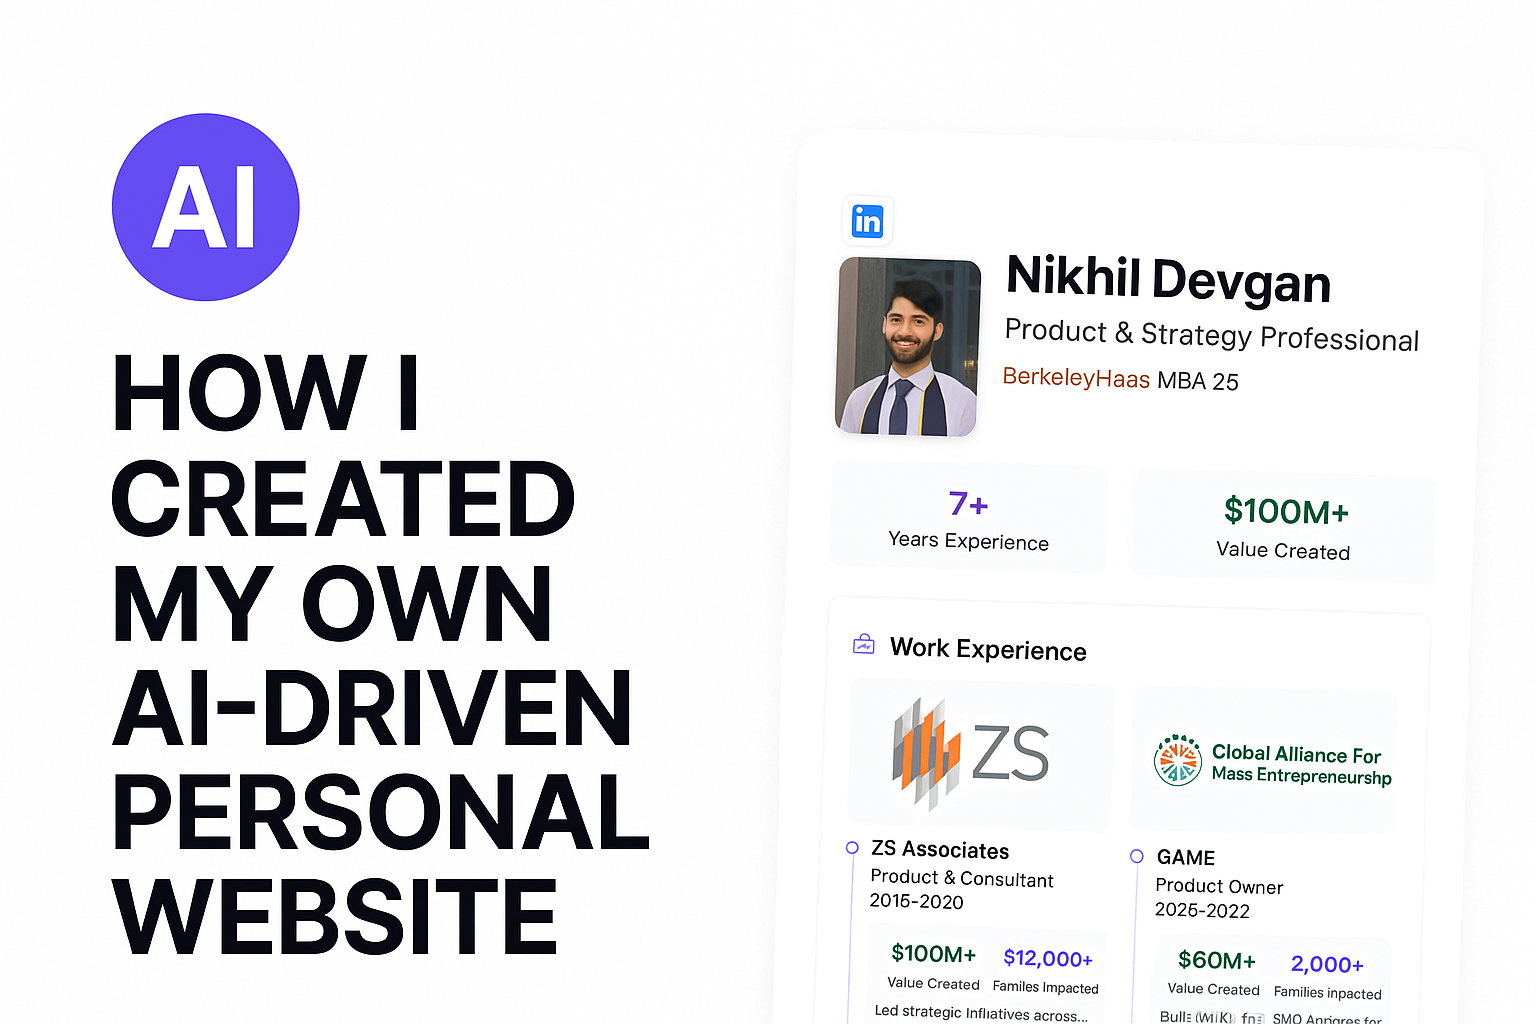 AI
HOW I
CREATED
MY OWN
AI-DRIVEN
PERSONAL
WEBSITE
in
Nikhil Devgan
Product & Strategy Professional
BerkeleyHaas MBA 25
7+
Years Experience
$100M+
Value Created
Work Experience
ZS
Clobal Alliance For
Mass Entrepreneurshp
ZS Associates
Product & Consultant
2015-2020
$100M+
Value Created
$12,000+
Familes Impacted
Led strategic Infliatives across...
GAME
Product Owner
2025-2022
$60M+
Value Created
2,000+
Families inpacted
SMO Anrigres for